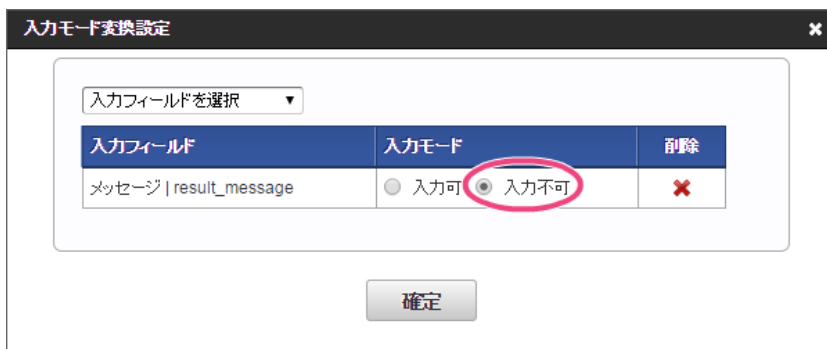 入力モード変換設定
入力フィールドを選択
入力フィールド 入力モード 削除
メッセージ | result_message 入力可 入力不可
確定